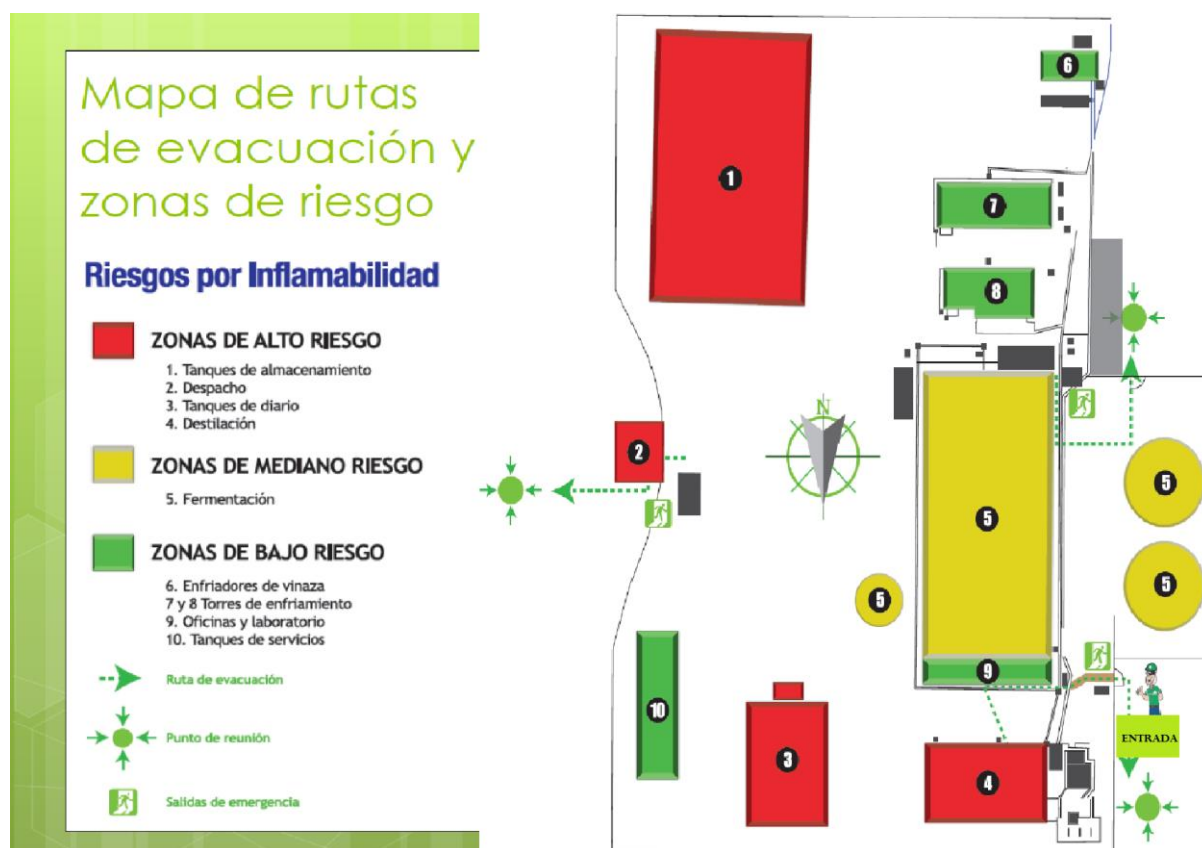 Mapa de rutas
de evacuación y
zonas de riesgo
Riesgos por Inflamabilidad
ZONAS DE ALTO RIESGO
1. Tanques de almacenamiento
2. Despacho
3. Tanques de diario
4. Destilación
ZONAS DE MEDIANO RIESGO
5. Fermentación
ZONAS DE BAJO RIESGO
6. Enfriadores de vinaza
7 y 8 Torres de enfriamiento
9. Oficinas y laboratorio
10. Tanques de servicios
Ruta de evacuación
Punto de reunión
Salidas de emergencia
6
1
7
8
N
2
5
5
5
5
9
10
ENTRADA
3
4